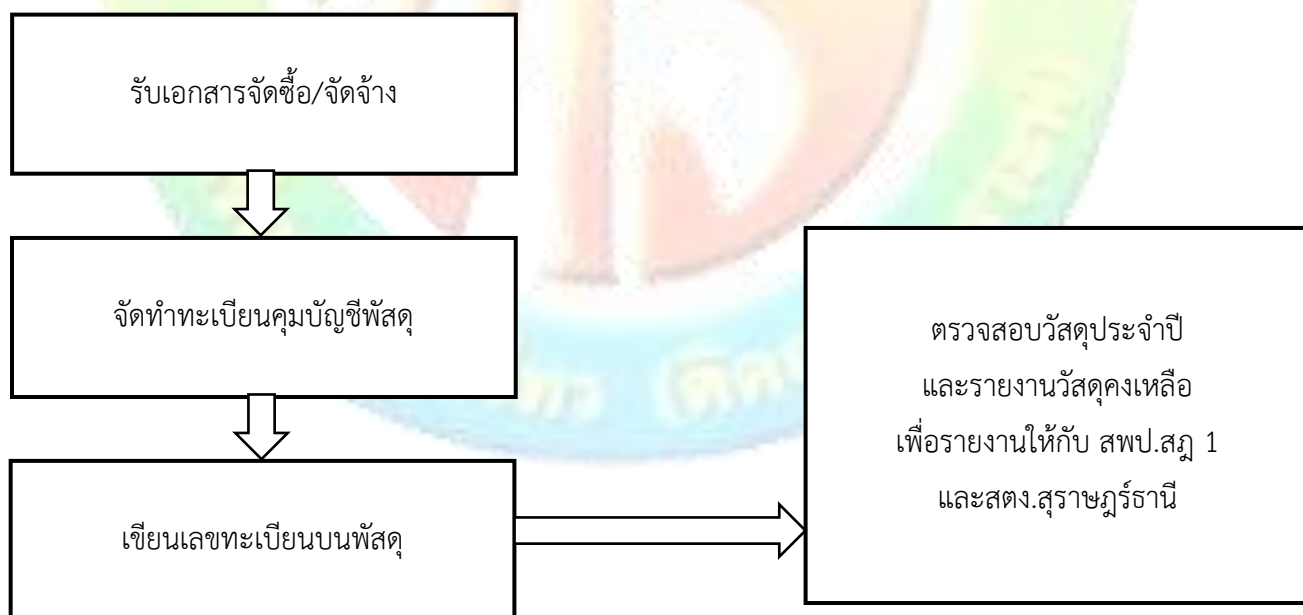 รับเอกสารจัดซื้อ/จัดจ้าง
จัดทำทะเบียนคุมบัญชีพัสดุ
เขียนเลขทะเบียนบนพัสดุ
ตรวจสอบวัสดุประจำปี
และรายงานวัสดุคงเหลือ
เพื่อรายงานให้กับ สพป.สฎ 1
และสตง.สุราษฎร์ธานี